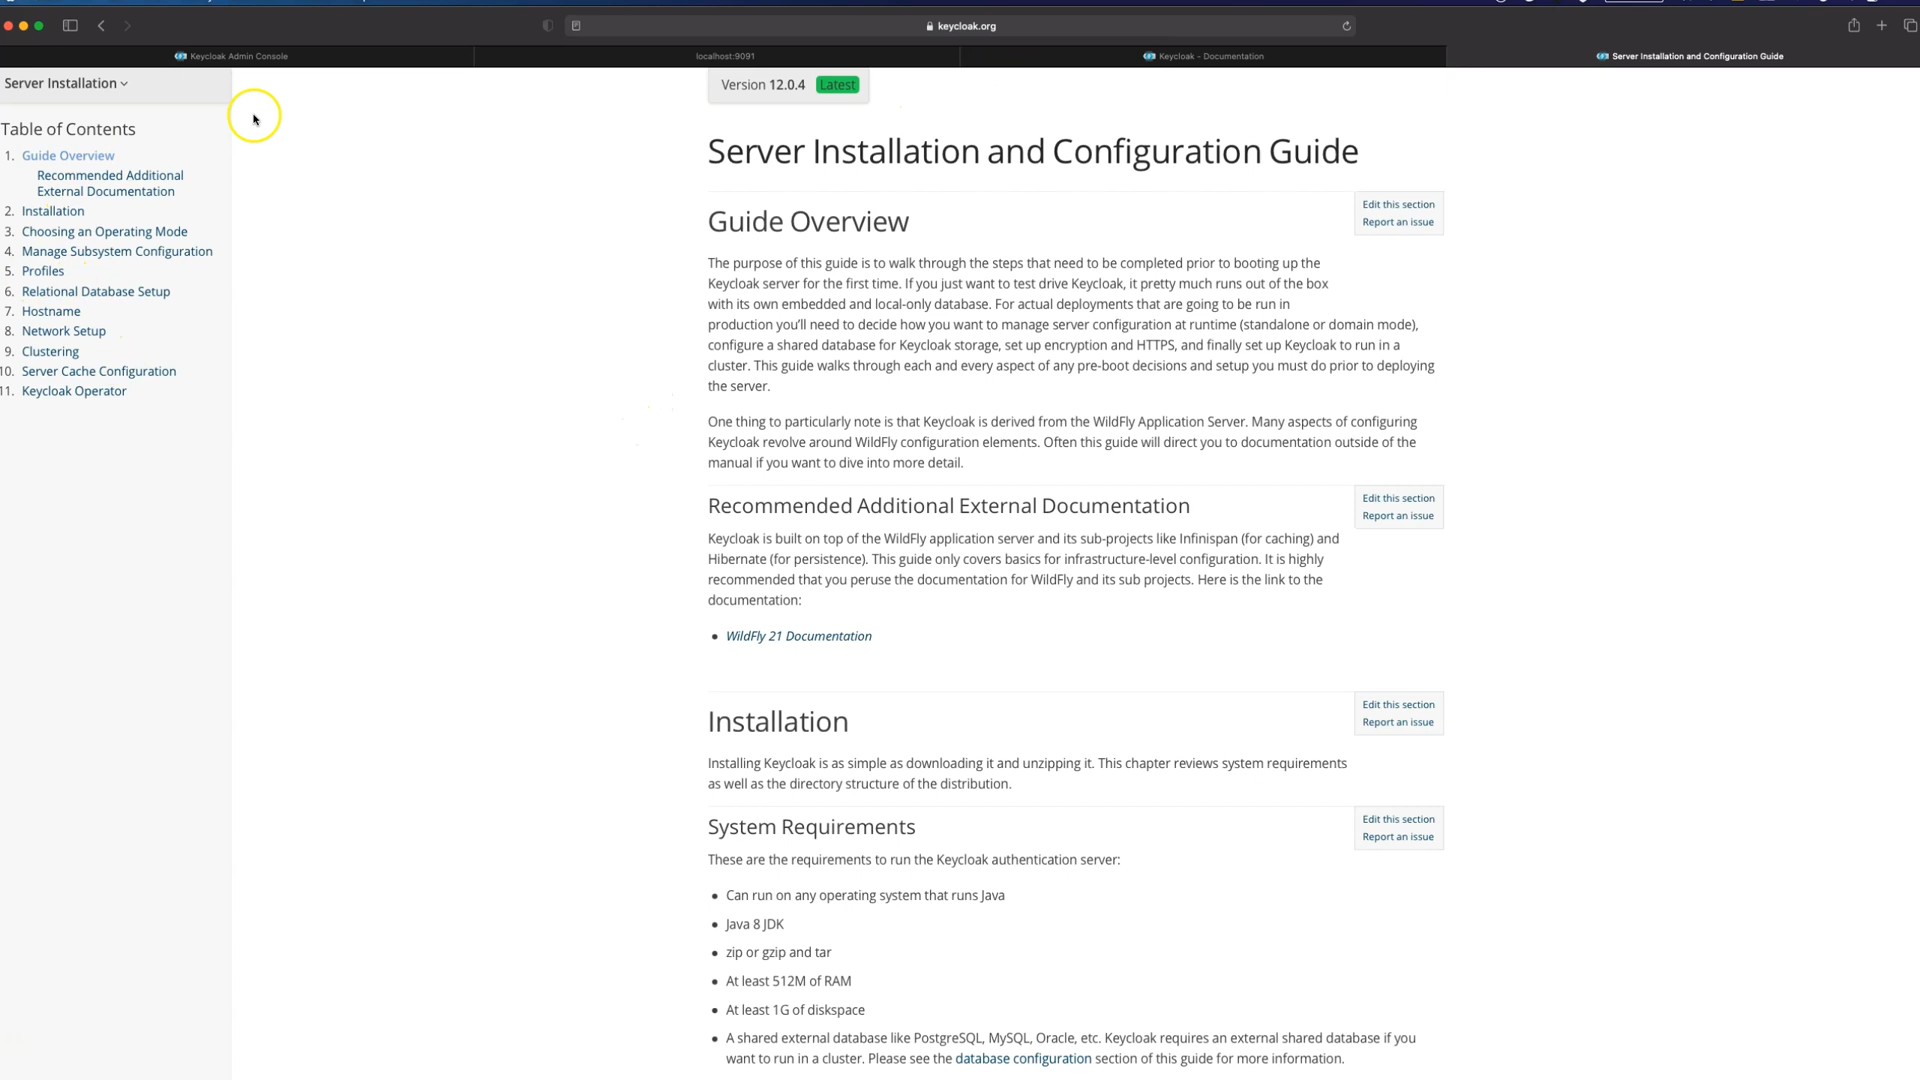 keycloak.org
Keycloak Admin Console
localhost:9091
Keycloak - Documentation
Server Installation and Configuration Guide
Server Installation
Table of Contents
1. Guide Overview
Recommended Additional
External Documentation
2. Installation
3. Choosing an Operating Mode
4. Manage Subsystem Configuration
5. Profiles
6. Relational Database Setup
7. Hostname
8. Network Setup
9. Clustering
10. Server Cache Configuration
11. Keycloak Operator
Version 12.0.4 Latest
Server Installation and Configuration Guide
Edit this section
Report an issue
Guide Overview
The purpose of this guide is to walk through the steps that need to be completed prior to booting up the
Keycloak server for the first time. If you just want to test drive Keycloak, it pretty much runs out of the box
with its own embedded and local-only database. For actual deployments that are going to be run in
production you'll need to decide how you want to manage server configuration at runtime (standalone or domain mode),
configure a shared database for Keycloak storage, set up encryption and HTTPS, and finally set up Keycloak to run in a
cluster. This guide walks through each and every aspect of any pre-boot decisions and setup you must do prior to deploying
the server.
One thing to particularly note is that Keycloak is derived from the WildFly Application Server. Many aspects of configuring
Keycloak revolve around WildFly configuration elements. Often this guide will direct you to documentation outside of the
manual if you want to dive into more detail.
Edit this section
Report an issue
Recommended Additional External Documentation
Keycloak is built on top of the WildFly application server and its sub-projects like Infinispan (for caching) and
Hibernate (for persistence). This guide only covers basics for infrastructure-level configuration. It is highly
recommended that you peruse the documentation for WildFly and its sub projects. Here is the link to the
documentation:
• WildFly 21 Documentation
Edit this section
Report an issue
Installation
Installing Keycloak is as simple as downloading it and unzipping it. This chapter reviews system requirements
as well as the directory structure of the distribution.
Edit this section
Report an issue
System Requirements
These are the requirements to run the Keycloak authentication server:
• Can run on any operating system that runs Java
• Java 8 JDK
• zip or gzip and tar
• At least 512M of RAM
• At least 1G of diskspace
• A shared external database like PostgreSQL, MySQL, Oracle, etc. Keycloak requires an external shared database if you
want to run in a cluster. Please see the database configuration section of this guide for more information.